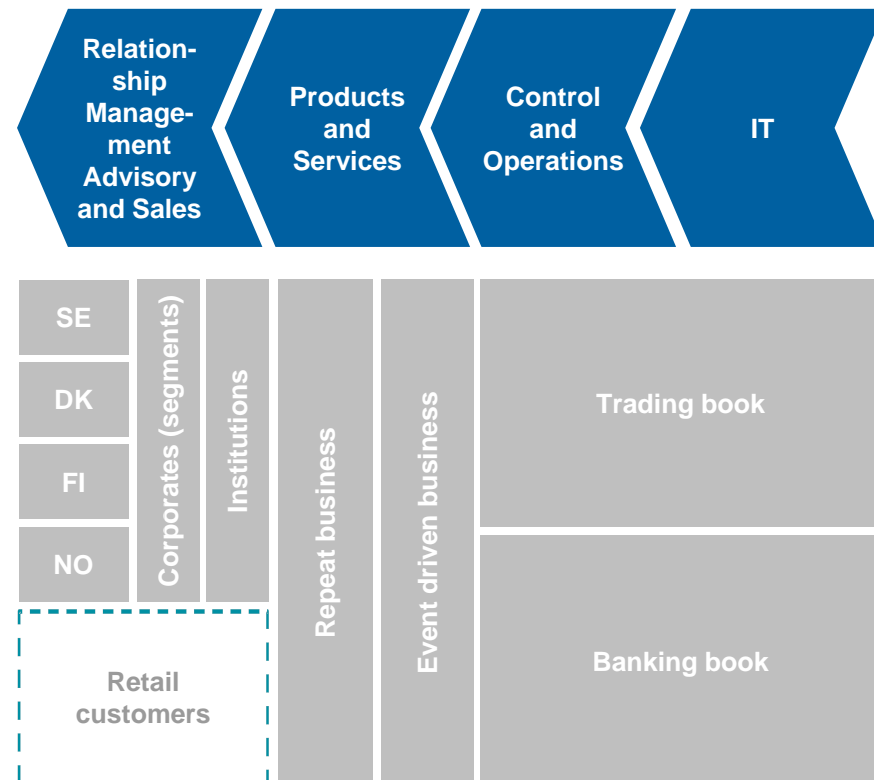 Relation-
ship
Manage-
ment
Advisory
and Sales
Products
and
Services
Control
and
Operations
IT
SE
DK
FI
NO
Corporates (segments)
Institutions
Repeat business
Event driven business
Trading book
Banking book
Retail
customers